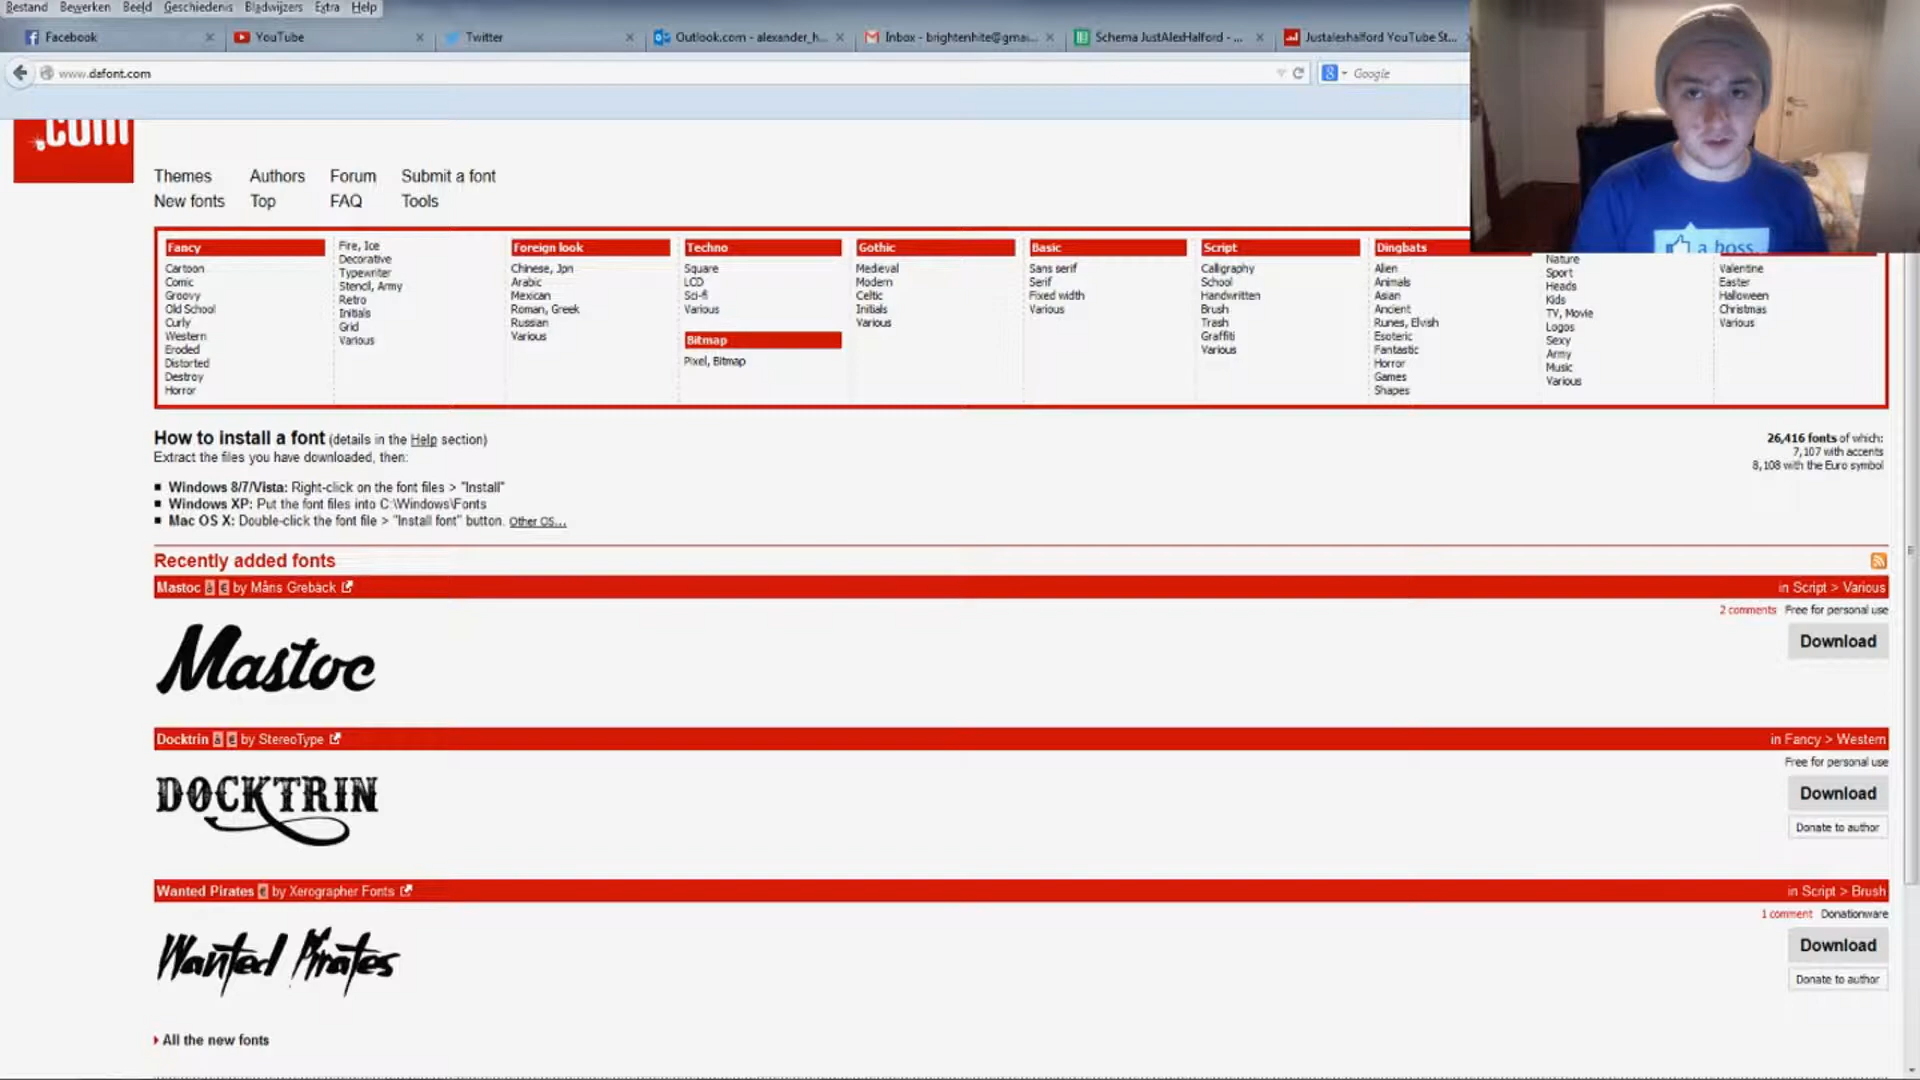 Bestand Bewerken Beeld Geschiedenis Bladwijzers Extra Help
Facebook
YouTube
Twitter
Outlook.com - alexander_h...
Inbox - brightenhite@gmai...
Schema JustAlexHalford - ...
Justalexhalford YouTube St...
www.dafont.com
Google
.com
Themes Authors Forum Submit a font
New fonts Top FAQ Tools
Fancy
Cartoon
Comic
Groovy
Old School
Curly
Western
Eroded
Distorted
Destroy
Horror
Fire, Ice
Decorative
Typewriter
Stencil, Army
Retro
Initials
Grid
Various
Foreign look
Chinese, Jpn
Arabic
Mexican
Roman, Greek
Russian
Various
Techno
Square
LCD
Sci-fi
Various
Bitmap
Pixel, Bitmap
Gothic
Medieval
Modern
Celtic
Initials
Various
Basic
Sans serif
Serif
Fixed width
Various
Script
Calligraphy
School
Handwritten
Brush
Trash
Graffiti
Various
Dingbats
Alien
Animals
Asian
Ancient
Runes, Elvish
Esoteric
Fantastic
Horror
Games
Shapes
Nature
Sport
Heads
Kids
TV, Movie
Logos
Sexy
Army
Music
Various
Valentine
Easter
Halloween
Christmas
Various
a boss.
How to install a font (details in the Help section)
Extract the files you have downloaded, then:
Windows 8/7/Vista: Right-click on the font files > "Install"
Windows XP: Put the font files into C:\Windows\Fonts
Mac OS X: Double-click the font file > "Install font" button. Other OS...
26,416 fonts of which:
7,107 with accents
8,108 with the Euro symbol
Recently added fonts
Mastoc à € by Måns Grebäck
in Script > Various
2 comments Free for personal use
Mastoc
Download
Docktrin à € by StereoType
in Fancy > Western
Free for personal use
DOCKTRIN
Download
Donate to author
Wanted Pirates € by Xerographer Fonts
in Script > Brush
1 comment Donationware
Wanted Pirates
Download
Donate to author
All the new fonts